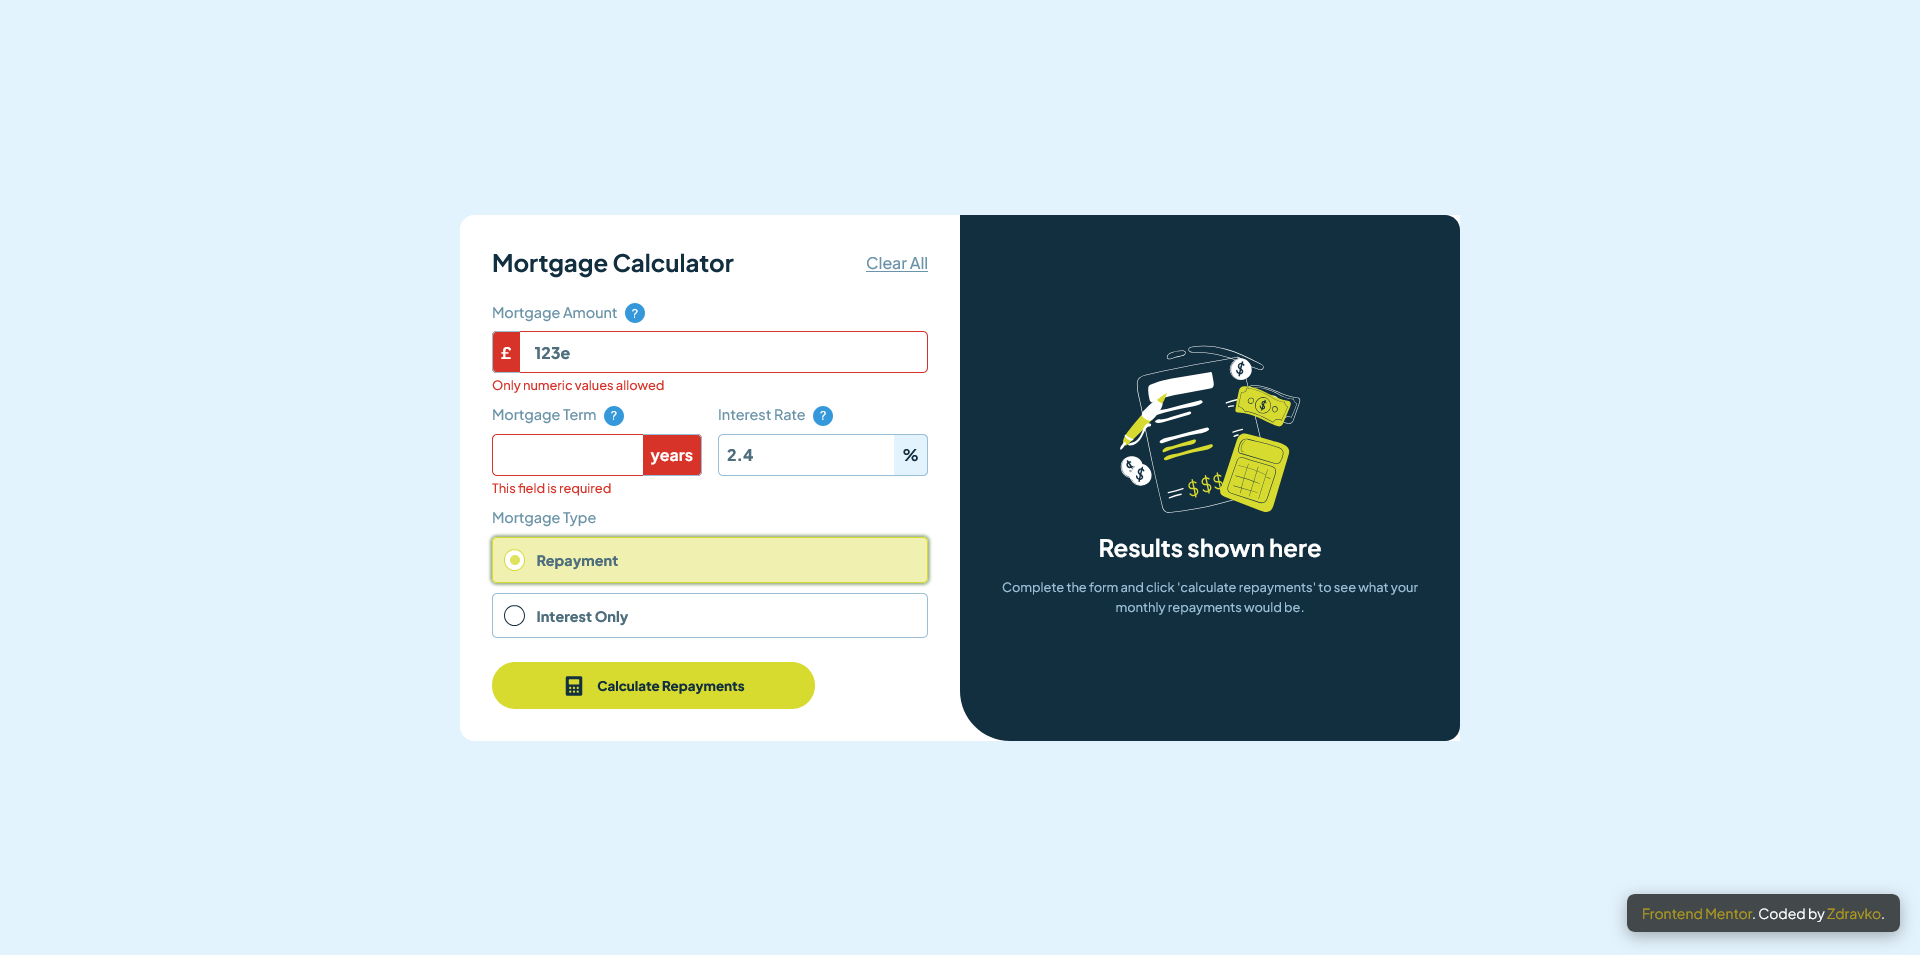 Mortgage Calculator
Clear All
Mortgage Amount ?
£ 123e
Only numeric values allowed
Mortgage Term ?
Interest Rate ?
years
2.4 %
This field is required
Mortgage Type
Repayment
Interest Only
Calculate Repayments
$
$
$
$
$$$
Results shown here
Complete the form and click 'calculate repayments' to see what your
monthly repayments would be.
Frontend Mentor. Coded by Zdravko.